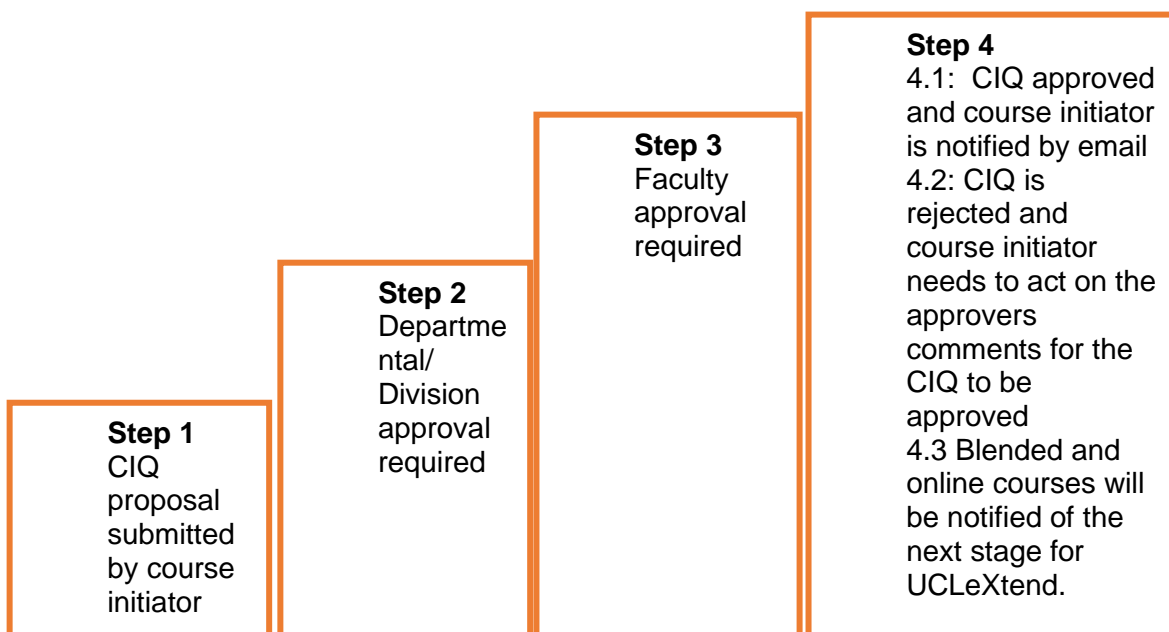 Step 1
CIQ
proposal
submitted
by course
initiator
Step 2
Departme
ntal/
Division
approval
required
Step 3
Faculty
approval
required
Step 4
4.1:  CIQ approved
and course initiator
is notified by email
4.2: CIQ is
rejected and
course initiator
needs to act on the
approvers
comments for the
CIQ to be
approved
4.3 Blended and
online courses will
be notified of the
next stage for
UCLeXtend.